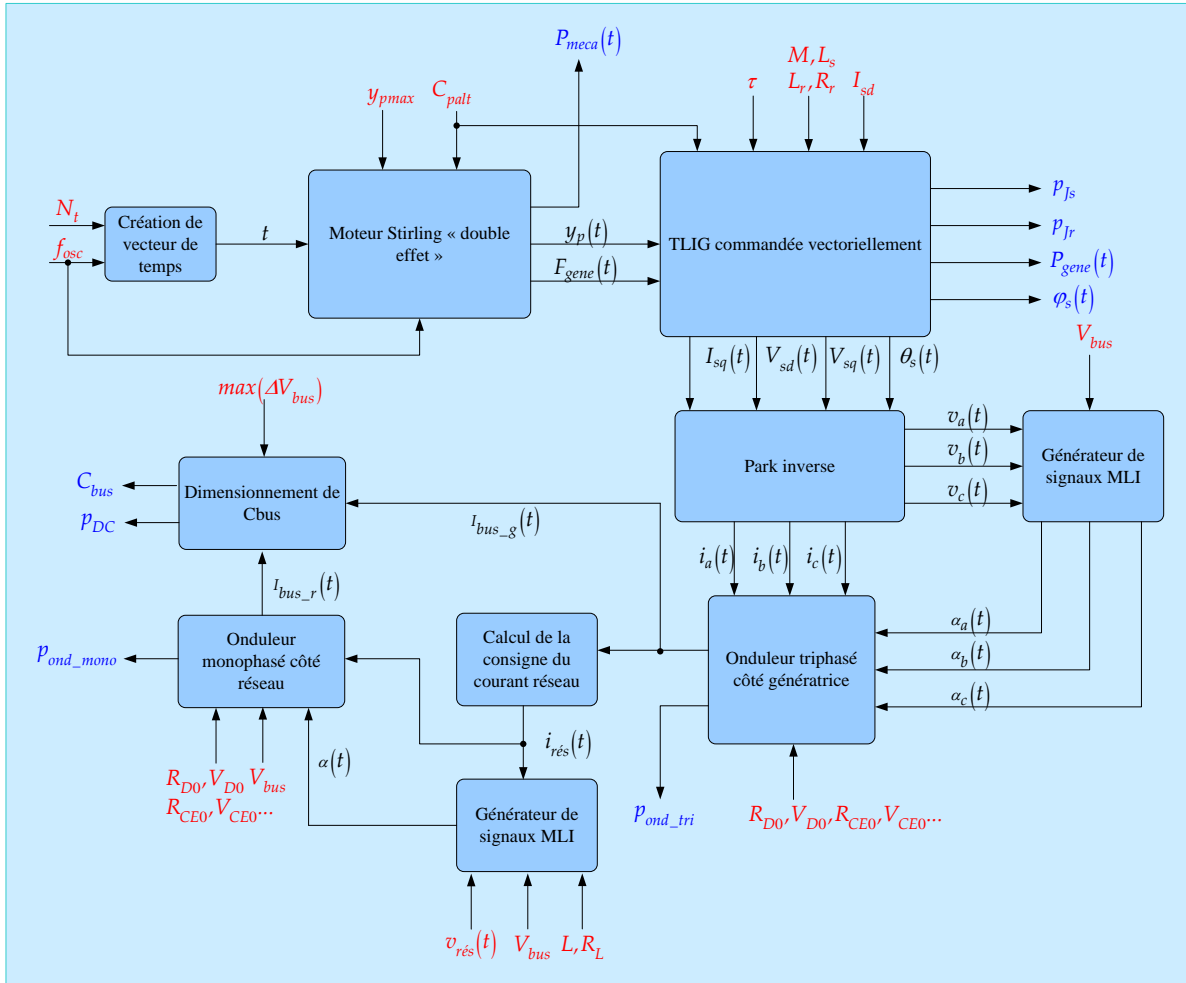 P_meca(t)
M, L_s
L_r, R_r
τ
I_sd
y_pmax
C_palt
N_t
f_osc
Création de
vecteur de
temps
t
Moteur Stirling « double
effet »
y_p(t)
F_gene(t)
TLIG commandée vectoriellement
p_Js
p_Jr
P_gene(t)
φ_s(t)
I_sq(t)
V_sd(t)
V_sq(t)
θ_s(t)
V_bus
max(ΔV_bus)
Park inverse
v_a(t)
v_b(t)
v_c(t)
Générateur de
signaux MLI
C_bus
p_DC
Dimensionnement de
Cbus
I_bus_g(t)
i_a(t)
i_b(t)
i_c(t)
I_bus_r(t)
p_ond_mono
Onduleur
monophasé côté
réseau
Calcul de la
consigne du
courant réseau
Onduleur triphasé
côté génératrice
α_a(t)
α_b(t)
α_c(t)
α(t)
i_rés(t)
R_D0, V_D0
V_bus
R_CE0, V_CE0...
Générateur de
signaux MLI
p_ond_tri
R_D0, V_D0, R_CE0, V_CE0...
v_rés(t)
V_bus
L, R_L